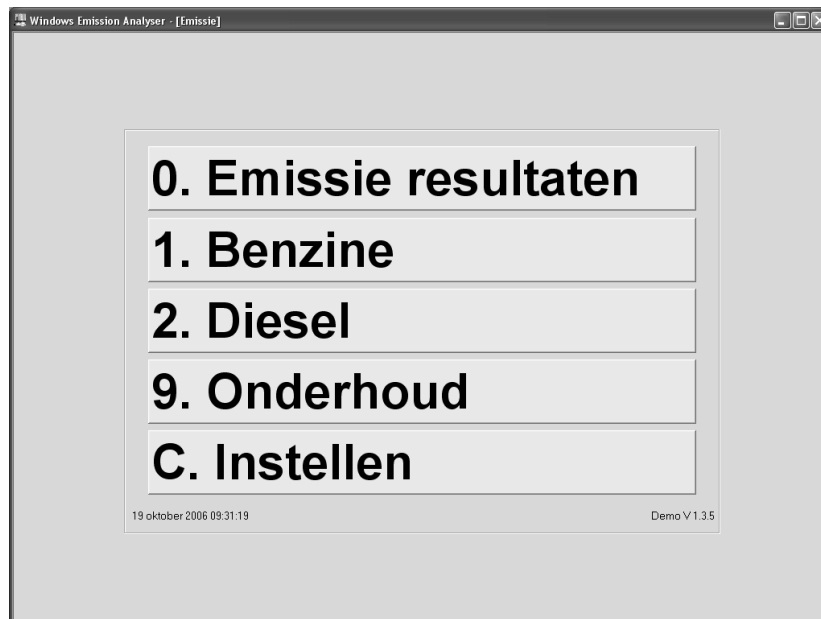 Windows Emission Analyser - [Emissie]
0. Emissie resultaten
1. Benzine
2. Diesel
9. Onderhoud
C. Instellen
19 oktober 2006 09:31:19
Demo V 1.3.5